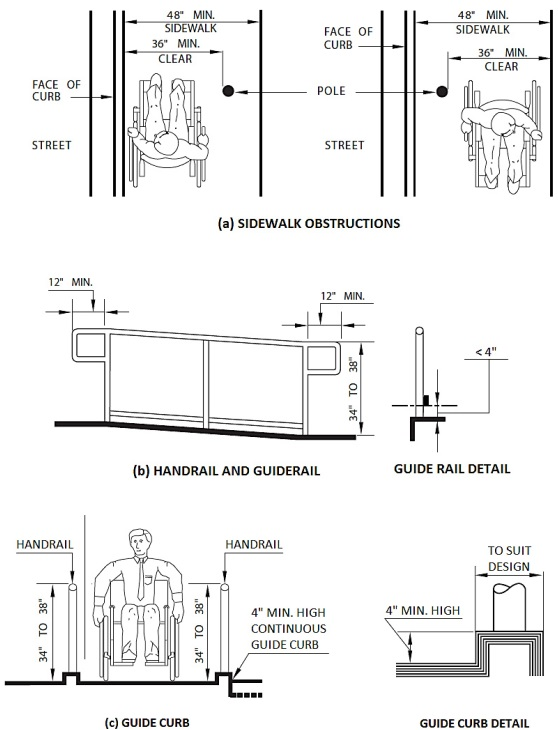 48" MIN.
SIDEWALK
36" MIN.
CLEAR
FACE OF
CURB
STREET
POLE
FACE OF
CURB
STREET
48" MIN.
SIDEWALK
36" MIN.
CLEAR
(a) SIDEWALK OBSTRUCTIONS
12" MIN.
12" MIN.
34" TO 38"
< 4"
(b) HANDRAIL AND GUIDERAIL
GUIDE RAIL DETAIL
HANDRAIL
HANDRAIL
34" TO 38"
34" TO 38"
4" MIN. HIGH
CONTINUOUS
GUIDE CURB
TO SUIT
DESIGN
4" MIN. HIGH
(c) GUIDE CURB
GUIDE CURB DETAIL